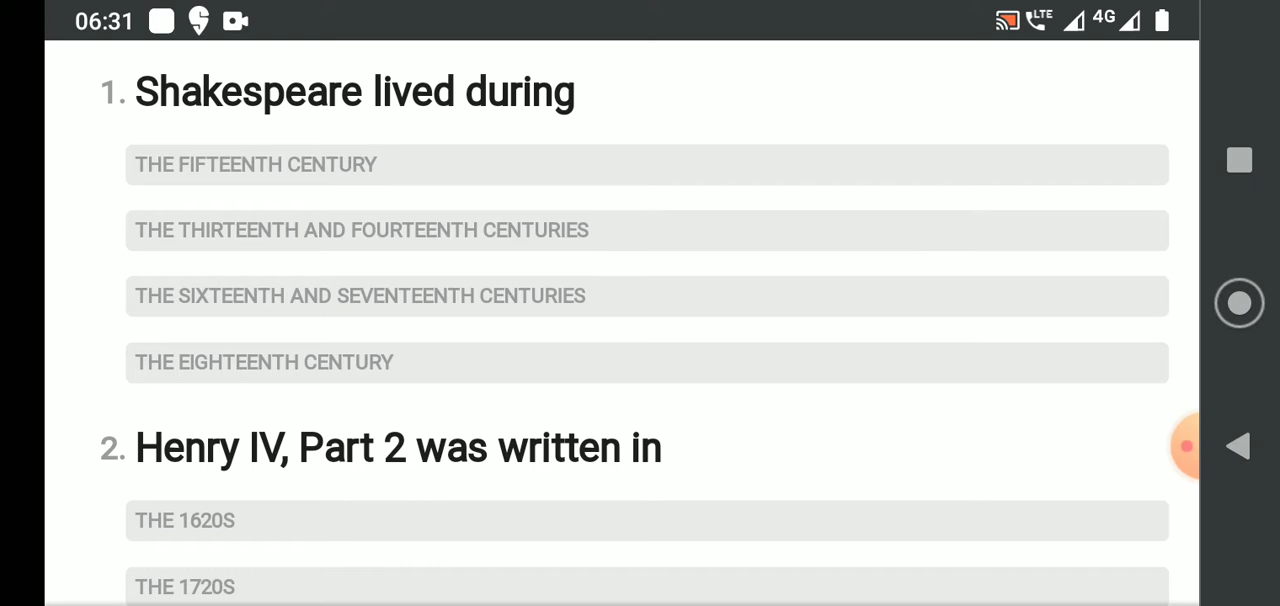 06:31 LTE 4G
1. Shakespeare lived during
THE FIFTEENTH CENTURY
THE THIRTEENTH AND FOURTEENTH CENTURIES
THE SIXTEENTH AND SEVENTEENTH CENTURIES
THE EIGHTEENTH CENTURY
2. Henry IV, Part 2 was written in
THE 1620S
THE 1720S